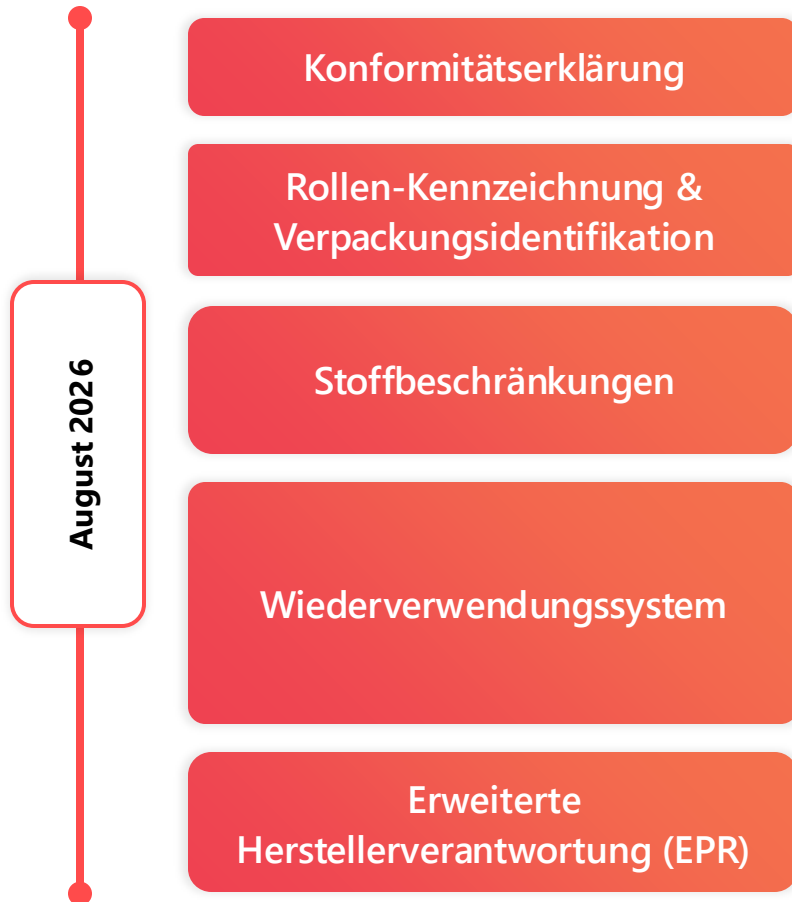 Konformitätserklärung
Rollen-Kennzeichnung &
Verpackungsidentifikation
August 2026
Stoffbeschränkungen
Wiederverwendungssystem
Erweiterte
Herstellerverantwortung (EPR)